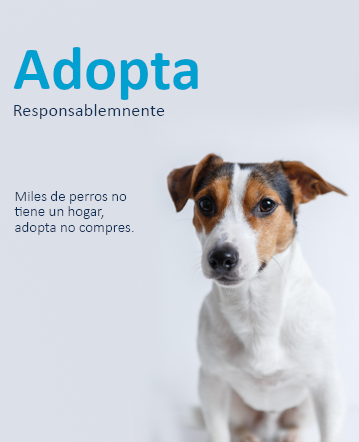 Adopta
Responsablemnente
Miles de perros no
tiene un hogar,
adopta no compres.